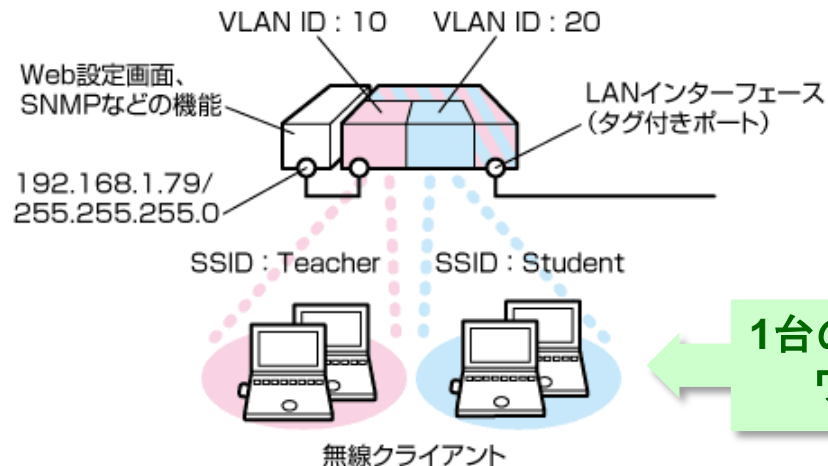 VLAN ID : 10
VLAN ID : 20
Web設定画面、
SNMPなどの機能
LANインターフェース
（タグ付きポート）
192.168.1.79/
255.255.255.0
SSID : Teacher
SSID : Student
1台の
無線クライアント